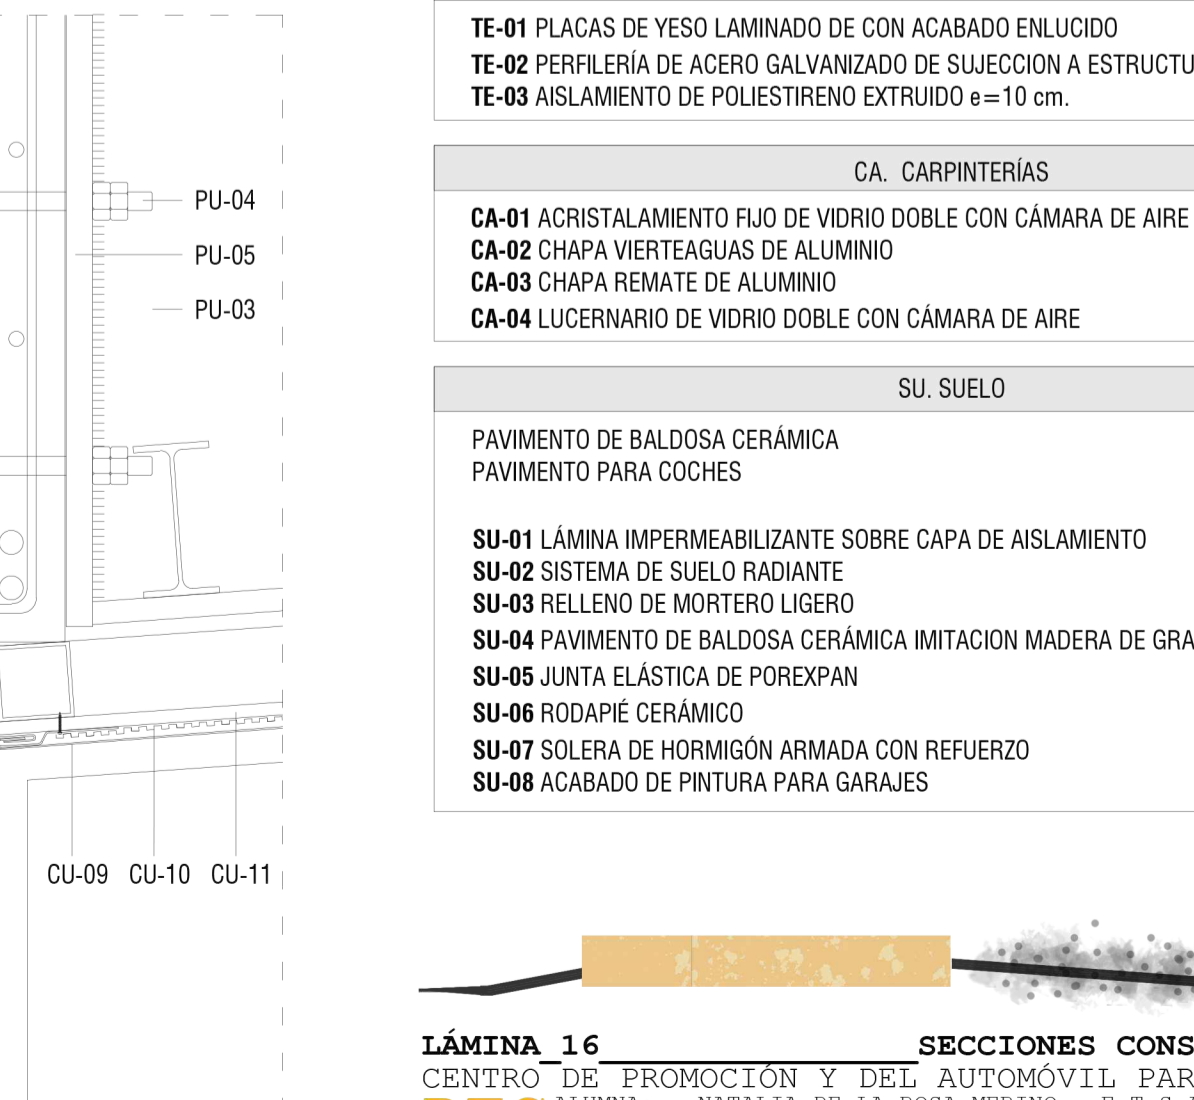 PU-04
PU-05
PU-03
CU-09 CU-10 CU-11
TE-01 PLACAS DE YESO LAMINADO DE CON ACABADO ENLUCIDO
TE-02 PERFILERÍA DE ACERO GALVANIZADO DE SUJECCION A ESTRUCTU
TE-03 AISLAMIENTO DE POLIESTIRENO EXTRUIDO e=10 cm.
CA. CARPINTERÍAS
CA-01 ACRISTALAMIENTO FIJO DE VIDRIO DOBLE CON CÁMARA DE AIRE
CA-02 CHAPA VIERTEAGUAS DE ALUMINIO
CA-03 CHAPA REMATE DE ALUMINIO
CA-04 LUCERNARIO DE VIDRIO DOBLE CON CÁMARA DE AIRE
SU. SUELO
PAVIMENTO DE BALDOSA CERÁMICA
PAVIMENTO PARA COCHES
SU-01 LÁMINA IMPERMEABILIZANTE SOBRE CAPA DE AISLAMIENTO
SU-02 SISTEMA DE SUELO RADIANTE
SU-03 RELLENO DE MORTERO LIGERO
SU-04 PAVIMENTO DE BALDOSA CERÁMICA IMITACION MADERA DE GRA
SU-05 JUNTA ELÁSTICA DE POREXPAN
SU-06 RODAPIÉ CERÁMICO
SU-07 SOLERA DE HORMIGÓN ARMADA CON REFUERZO
SU-08 ACABADO DE PINTURA PARA GARAJES
LÁMINA_16_______________SECCIONES CONS
CENTRO DE PROMOCIÓN Y DEL AUTOMÓVIL PAR
NATALIA DE LA ROSA MERINO